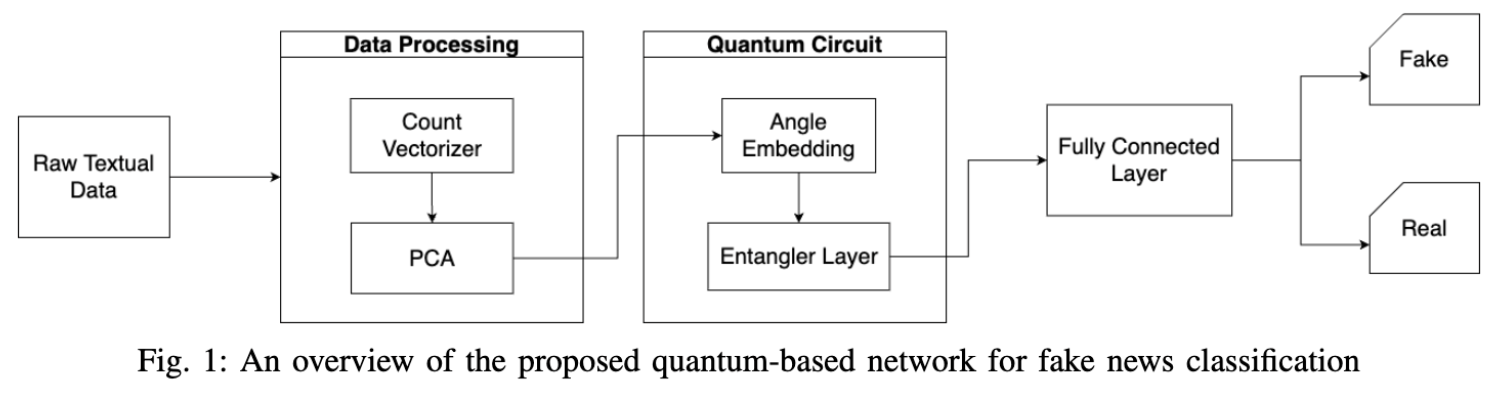 Raw Textual
Data
Data Processing
Count
Vectorizer
PCA
Quantum Circuit
Angle
Embedding
Entangler Layer
Fully Connected
Layer
Fake
Real
Fig. 1: An overview of the proposed quantum-based network for fake news classification